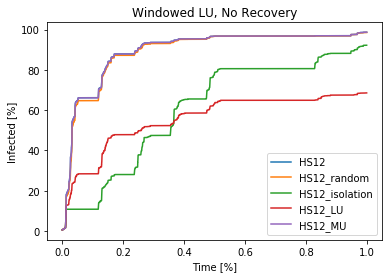 Windowed LU, No Recovery
100
80
60
40
20
0
Infected [%]
HS12
HS12_random
HS12_isolation
HS12_LU
HS12_MU
0.0 0.2 0.4 0.6 0.8 1.0
Time [%]